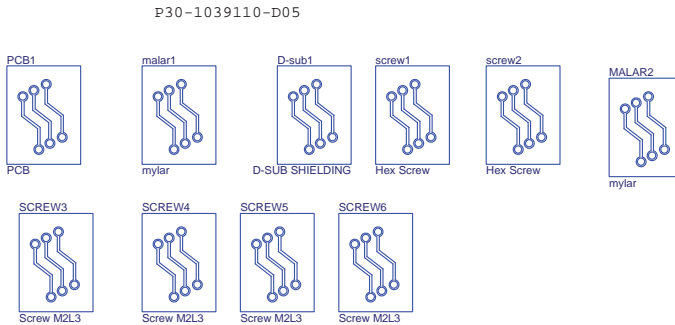 P30-1039110-D05
PCB1
malar1
D-sub1
screw1
screw2
MALAR2
PCB
mylar
D-SUB SHIELDING
Hex Screw
Hex Screw
mylar
SCREW3
SCREW4
SCREW5
SCREW6
Screw M2L3
Screw M2L3
Screw M2L3
Screw M2L3